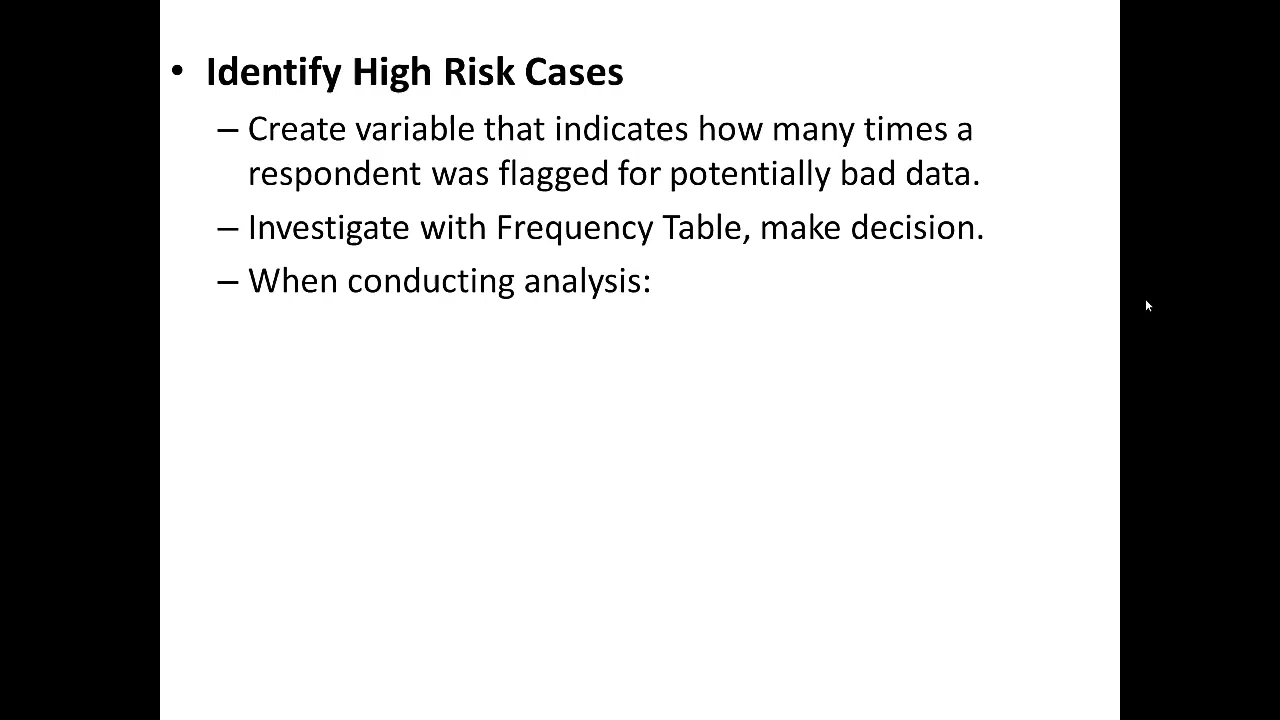 • Identify High Risk Cases
– Create variable that indicates how many times a
respondent was flagged for potentially bad data.
– Investigate with Frequency Table, make decision.
– When conducting analysis: